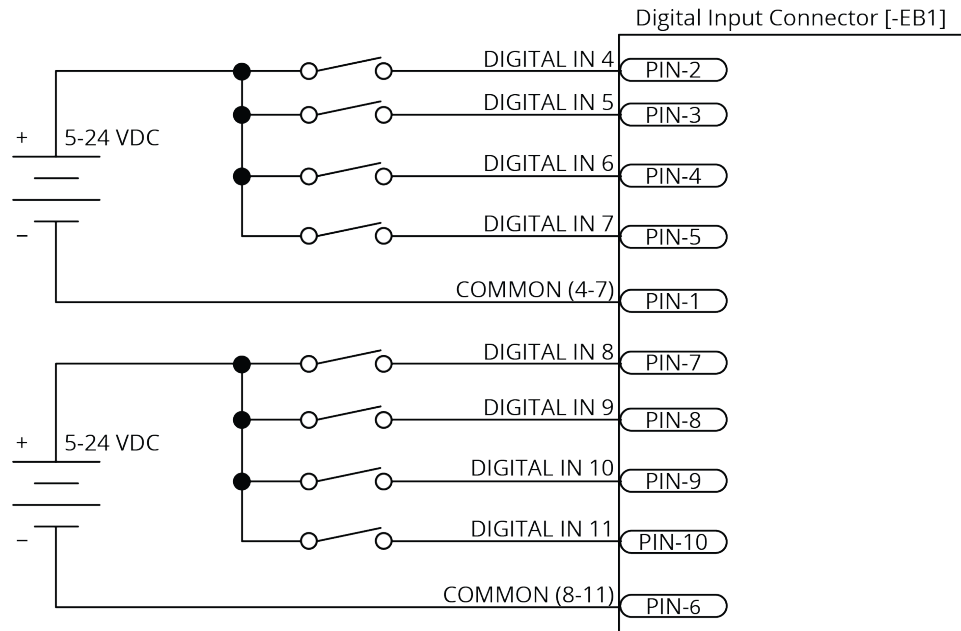 Digital Input Connector [-EB1]
DIGITAL IN 4 PIN-2
DIGITAL IN 5 PIN-3
+ 5-24 VDC
DIGITAL IN 6 PIN-4
DIGITAL IN 7 PIN-5
–
COMMON (4-7) PIN-1
DIGITAL IN 8 PIN-7
DIGITAL IN 9 PIN-8
+ 5-24 VDC
DIGITAL IN 10 PIN-9
DIGITAL IN 11 PIN-10
–
COMMON (8-11) PIN-6